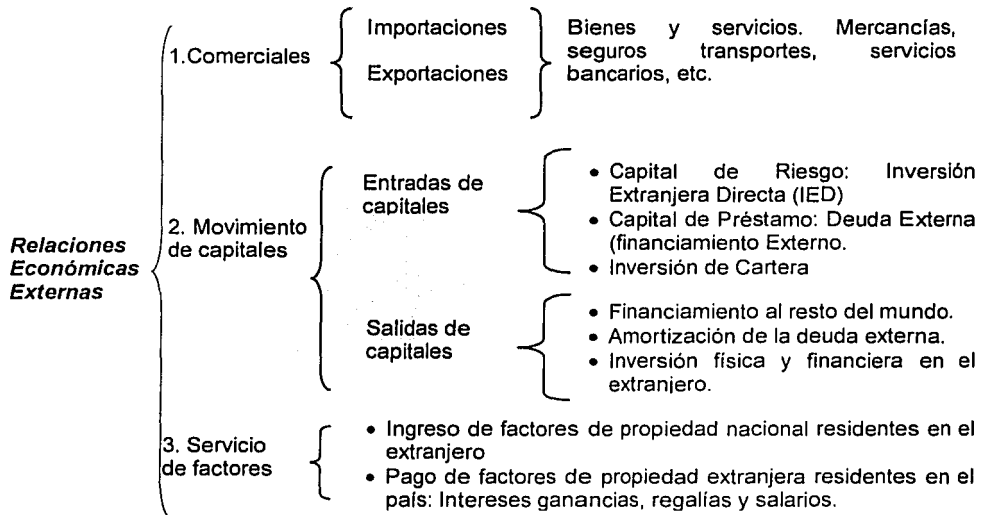 Relaciones
Económicas
Externas
1.Comerciales
Importaciones
Exportaciones
Bienes y servicios. Mercancías,
seguros transportes, servicios
bancarios, etc.
2. Movimiento
de capitales
Entradas de
capitales
• Capital de Riesgo: Inversión
Extranjera Directa (IED)
• Capital de Préstamo: Deuda Externa
(financiamiento Externo.
• Inversión de Cartera
Salidas de
capitales
• Financiamiento al resto del mundo.
• Amortización de la deuda externa.
• Inversión física y financiera en el
extranjero.
3. Servicio
de factores
• Ingreso de factores de propiedad nacional residentes en el
extranjero
• Pago de factores de propiedad extranjera residentes en el
país: Intereses ganancias, regalías y salarios.